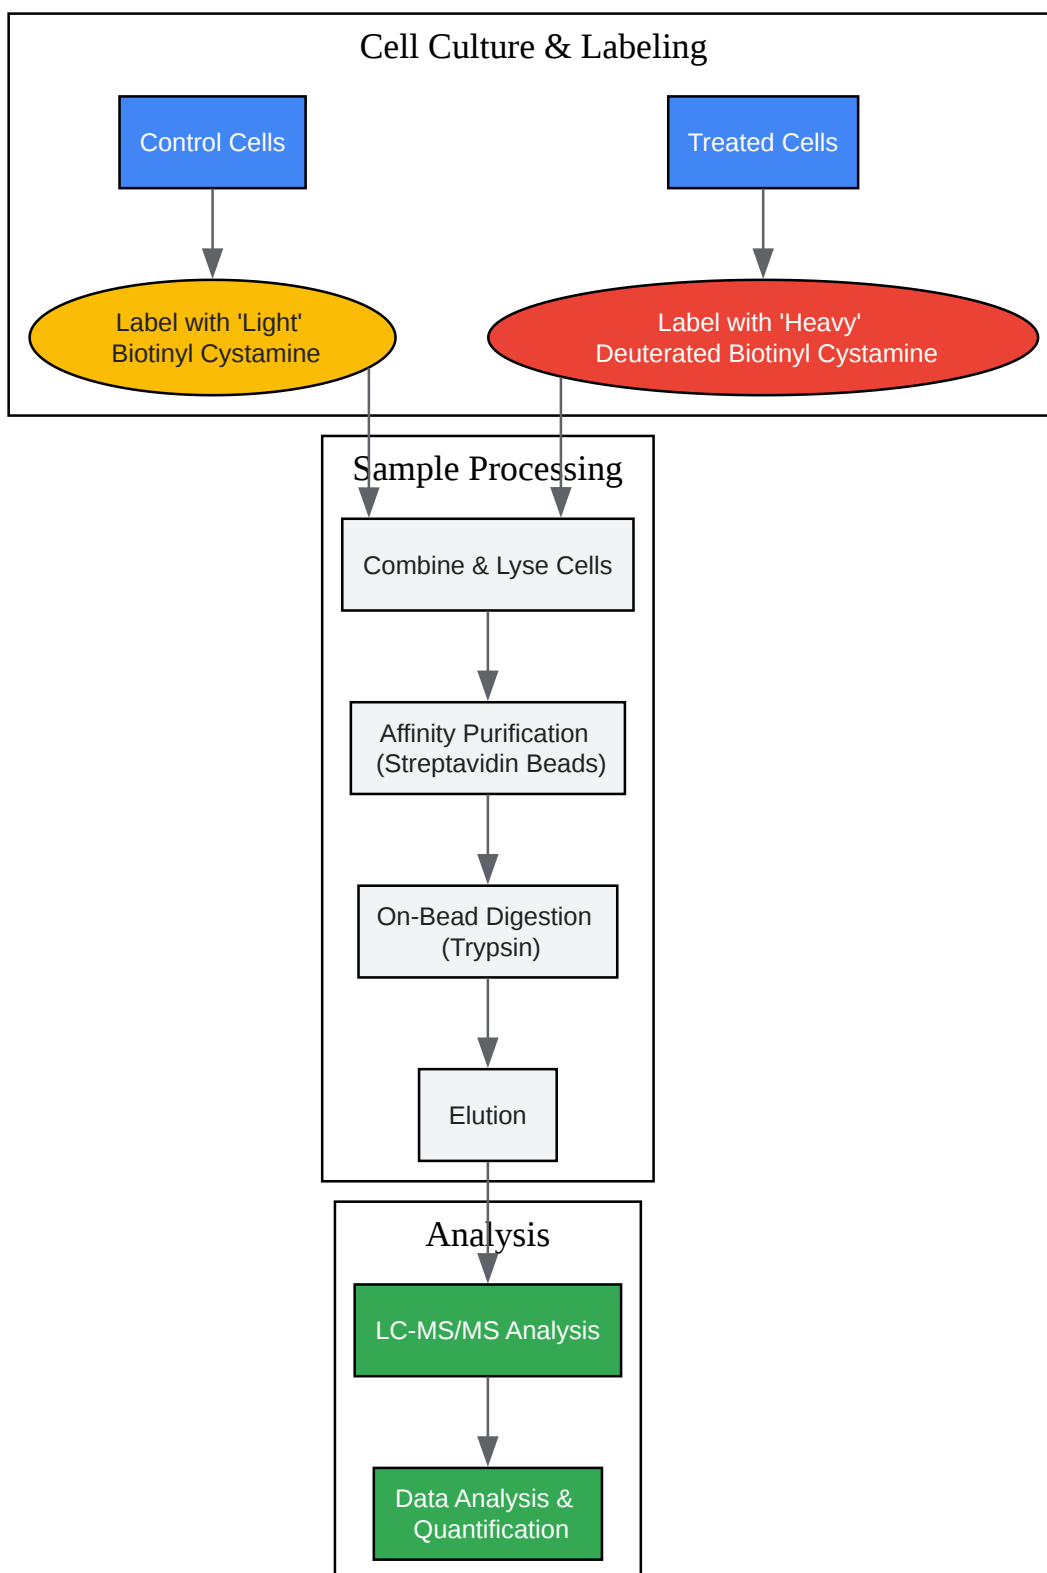 Cell Culture & Labeling
Control Cells
Treated Cells
Label with 'Light'
Biotinyl Cystamine
Label with 'Heavy'
Deuterated Biotinyl Cystamine
Sample Processing
Combine & Lyse Cells
Affinity Purification
(Streptavidin Beads)
On-Bead Digestion
(Trypsin)
Elution
Analysis
LC-MS/MS Analysis
Data Analysis &
Quantification